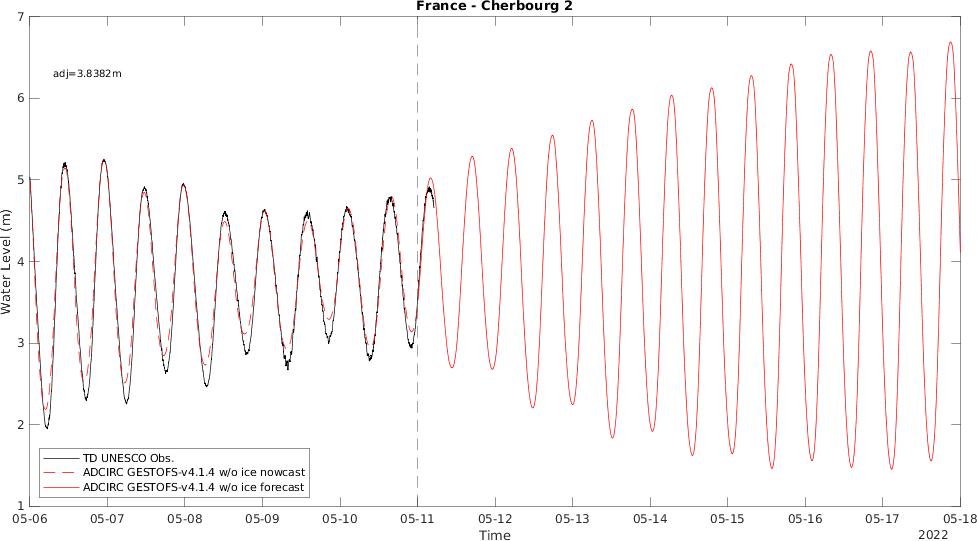 France - Cherbourg 2
7
6
5
4
3
2
1
Water Level (m)
adj=3.8382m
TD UNESCO Obs.
ADCIRC GESTOFS-v4.1.4 w/o ice nowcast
ADCIRC GESTOFS-v4.1.4 w/o ice forecast
05-06 05-07 05-08 05-09 05-10 05-11 05-12 05-13 05-14 05-15 05-16 05-17 05-18
Time
2022